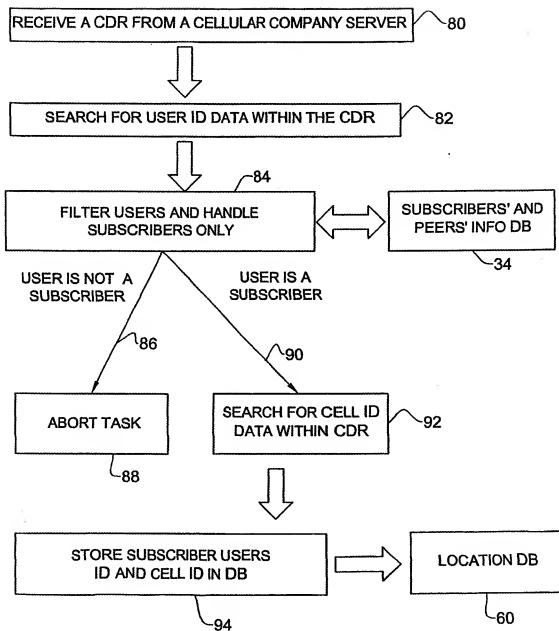 RECEIVE A CDR FROM A CELLULAR COMPANY SERVER
80
SEARCH FOR USER ID DATA WITHIN THE CDR
82
84
FILTER USERS AND HANDLE
SUBSCRIBERS ONLY
SUBSCRIBERS' AND
PEERS' INFO DB
34
USER IS NOT A
SUBSCRIBER
USER IS A
SUBSCRIBER
86
90
ABORT TASK
88
SEARCH FOR CELL ID
DATA WITHIN CDR
92
STORE SUBSCRIBER USERS
ID AND CELL ID IN DB
94
LOCATION DB
60